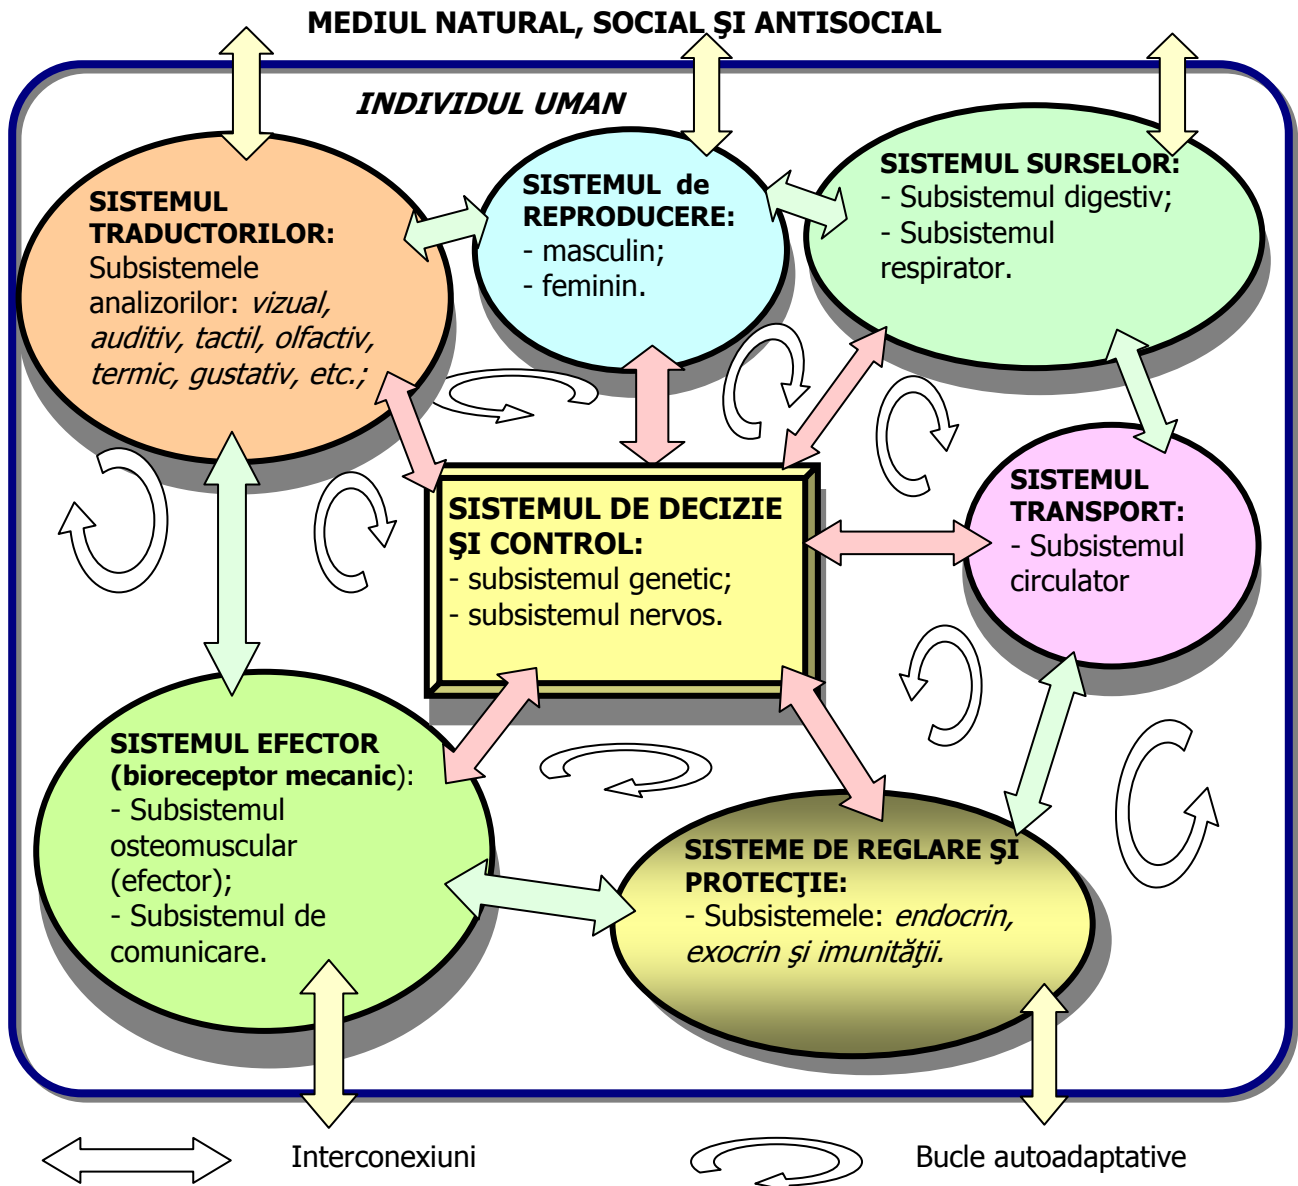 MEDIUL NATURAL, SOCIAL ŞI ANTISOCIAL
INDIVIDUL UMAN
SISTEMUL
TRADUCTORILOR:
Subsistemele
analizorilor: vizual,
auditiv, tactil, olfactiv,
termic, gustativ, etc.;
SISTEMUL de
REPRODUCERE:
- masculin;
- feminin.
SISTEMUL SURSELOR:
- Subsistemul digestiv;
- Subsistemul
respirator.
SISTEMUL DE DECIZIE
ŞI CONTROL:
- subsistemul genetic;
- subsistemul nervos.
SISTEMUL
TRANSPORT:
- Subsistemul
circulator
SISTEMUL EFECTOR
(bioreceptor mecanic):
- Subsistemul
osteomuscular
(efector);
- Subsistemul de
comunicare.
SISTEME DE REGLARE ŞI
PROTECŢIE:
- Subsistemele: endocrin,
exocrin şi imunităţii.
Interconexiuni
Bucle autoadaptative